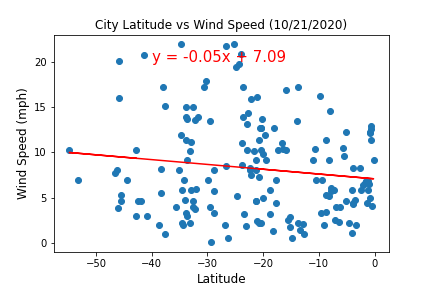 City Latitude vs Wind Speed (10/21/2020)
y = -0.05x + 7.09
Wind Speed (mph)
20
15
10
5
0
−50
−40
−30
−20
−10
0
Latitude